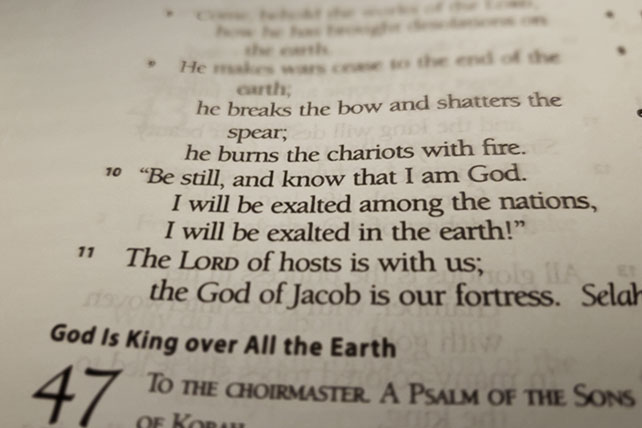 Come, behold the works of the LORD,
how he has brought desolations on
the earth.
9 He makes wars cease to the end of the
earth;
he breaks the bow and shatters the
spear;
he burns the chariots with fire.
10 “Be still, and know that I am God.
I will be exalted among the nations,
I will be exalted in the earth!”
11 The LORD of hosts is with us;
the God of Jacob is our fortress. Selah
God Is King over All the Earth
47 TO THE CHOIRMASTER. A PSALM OF THE SONS
OF KORAH.